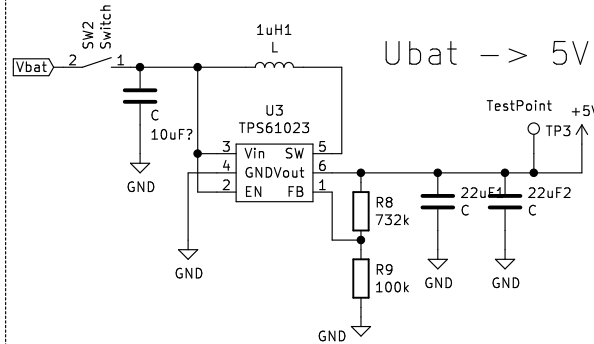 SW2
Switch
Vbat
2
1
1uH1
L
Ubat -> 5V
C
10uF?
GND
U3
TPS61023
3 Vin SW 5
4 GND Vout 6
2 EN FB 1
GND
TestPoint
TP3
+5V
R8
732k
22uF1
C
22uF2
C
GND
GND
R9
100k
GND